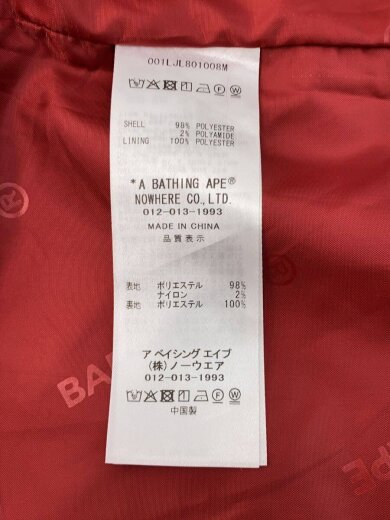 001LJL801008M
SHELL 98% POLYESTER
2% POLYAMIDE
LINING 100% POLYESTER
*A BATHING APE®
NOWHERE CO., LTD.
012-013-1993
MADE IN CHINA
品質表示
表地 ポリエステル 98%
ナイロン 2%
裏地 ポリエステル 100%
ア ベイシング エイプ
(株)ノーウエア
012-013-1993
中国製
BA
®
PE